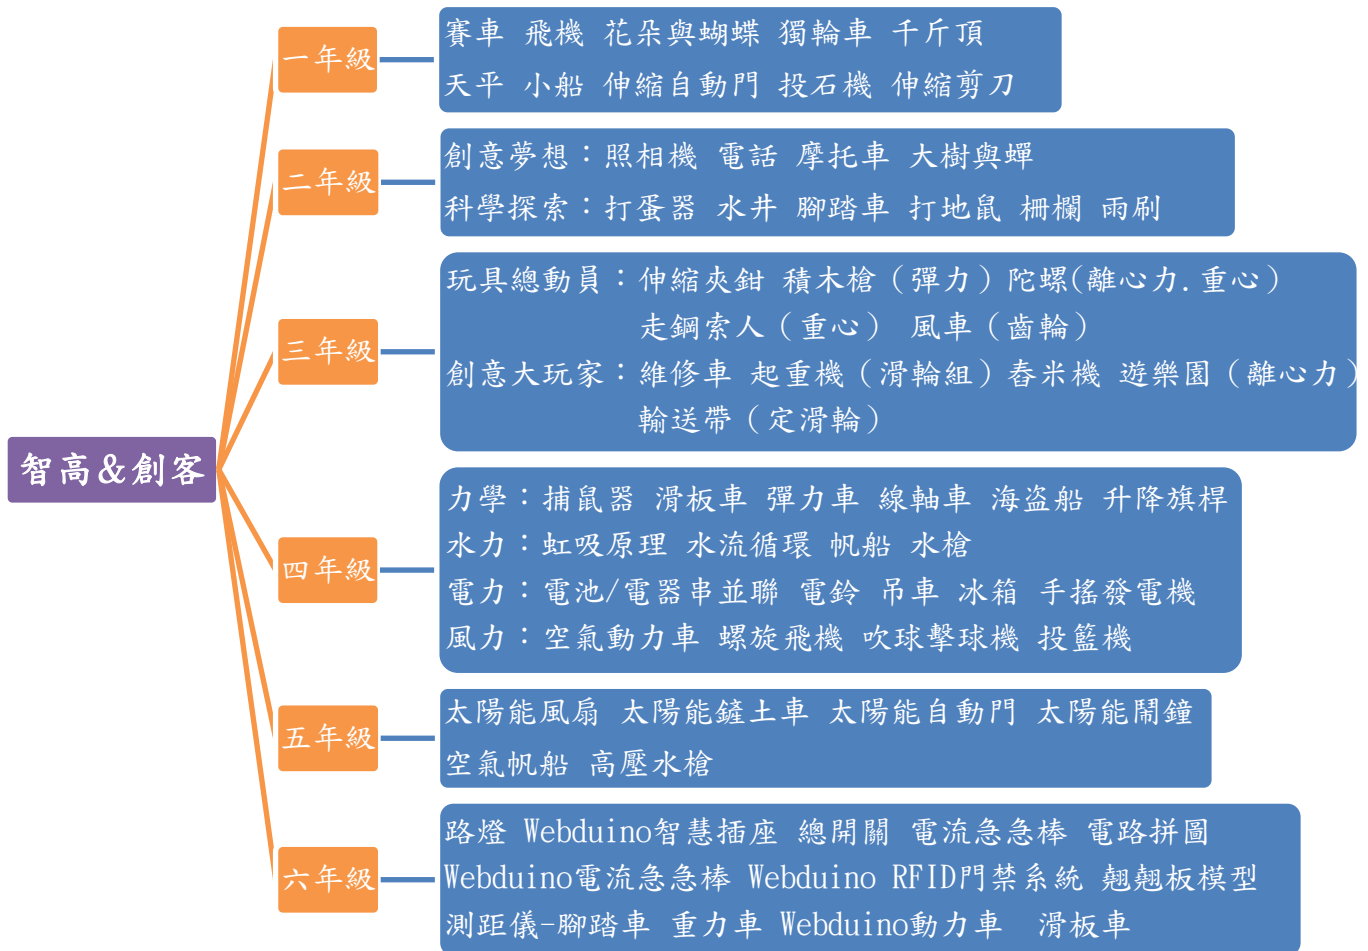 智高&創客
一年級
賽車 飛機 花朵與蝴蝶 獨輪車 千斤頂
天平 小船 伸縮自動門 投石機 伸縮剪刀
二年級
創意夢想：照相機 電話 摩托車 大樹與蟬
科學探索：打蛋器 水井 腳踏車 打地鼠 柵欄 雨刷
三年級
玩具總動員：伸縮夾鉗 積木槍（彈力）陀螺(離心力.重心）
走鋼索人（重心） 風車（齒輪）
創意大玩家：維修車 起重機（滑輪組）舂米機 遊樂園（離心力）
輸送帶（定滑輪）
四年級
力學：捕鼠器 滑板車 彈力車 線軸車 海盜船 升降旗桿
水力：虹吸原理 水流循環 帆船 水槍
電力：電池/電器串並聯 電鈴 吊車 冰箱 手搖發電機
風力：空氣動力車 螺旋飛機 吹球擊球機 投籃機
五年級
太陽能風扇 太陽能鏟土車 太陽能自動門 太陽能鬧鐘
空氣帆船 高壓水槍
六年級
路燈 Webduino智慧插座 總開關 電流急急棒 電路拼圖
Webduino電流急急棒 Webduino RFID門禁系統 翹翹板模型
測距儀-腳踏車 重力車 Webduino動力車 滑板車